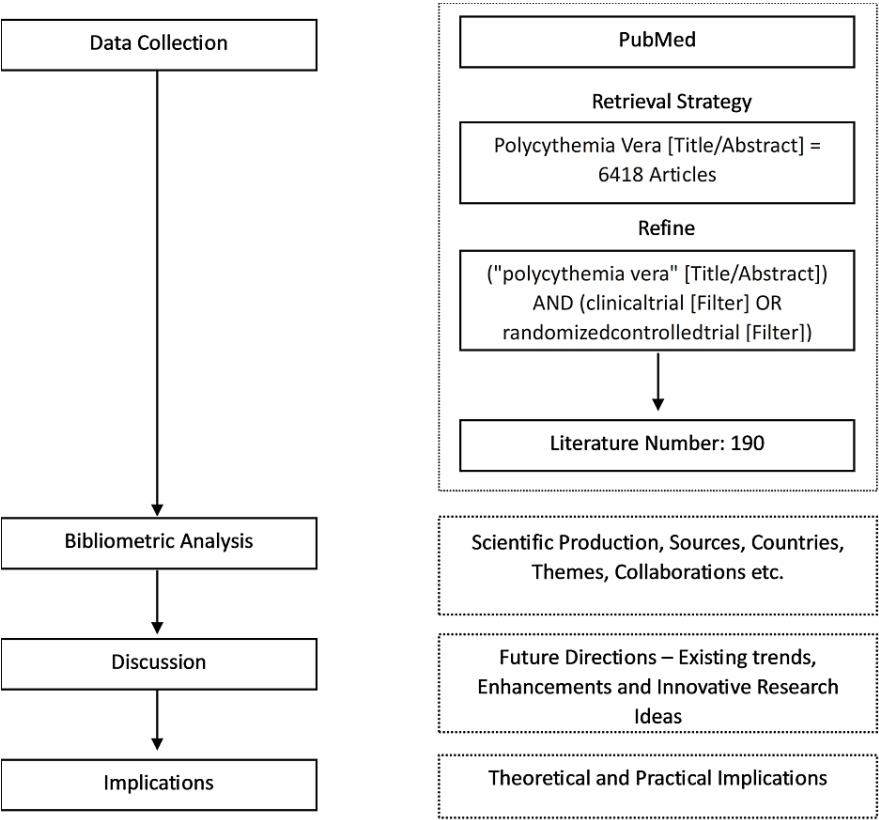 Data Collection
PubMed
Retrieval Strategy
Polycythemia Vera [Title/Abstract] =
6418 Articles
Refine
("polycythemia vera" [Title/Abstract])
AND (clinicaltrial [Filter] OR
randomizedcontrolledtrial [Filter])
Literature Number: 190
Bibliometric Analysis
Scientific Production, Sources, Countries,
Themes, Collaborations etc.
Discussion
Future Directions – Existing trends,
Enhancements and Innovative Research
Ideas
Implications
Theoretical and Practical Implications